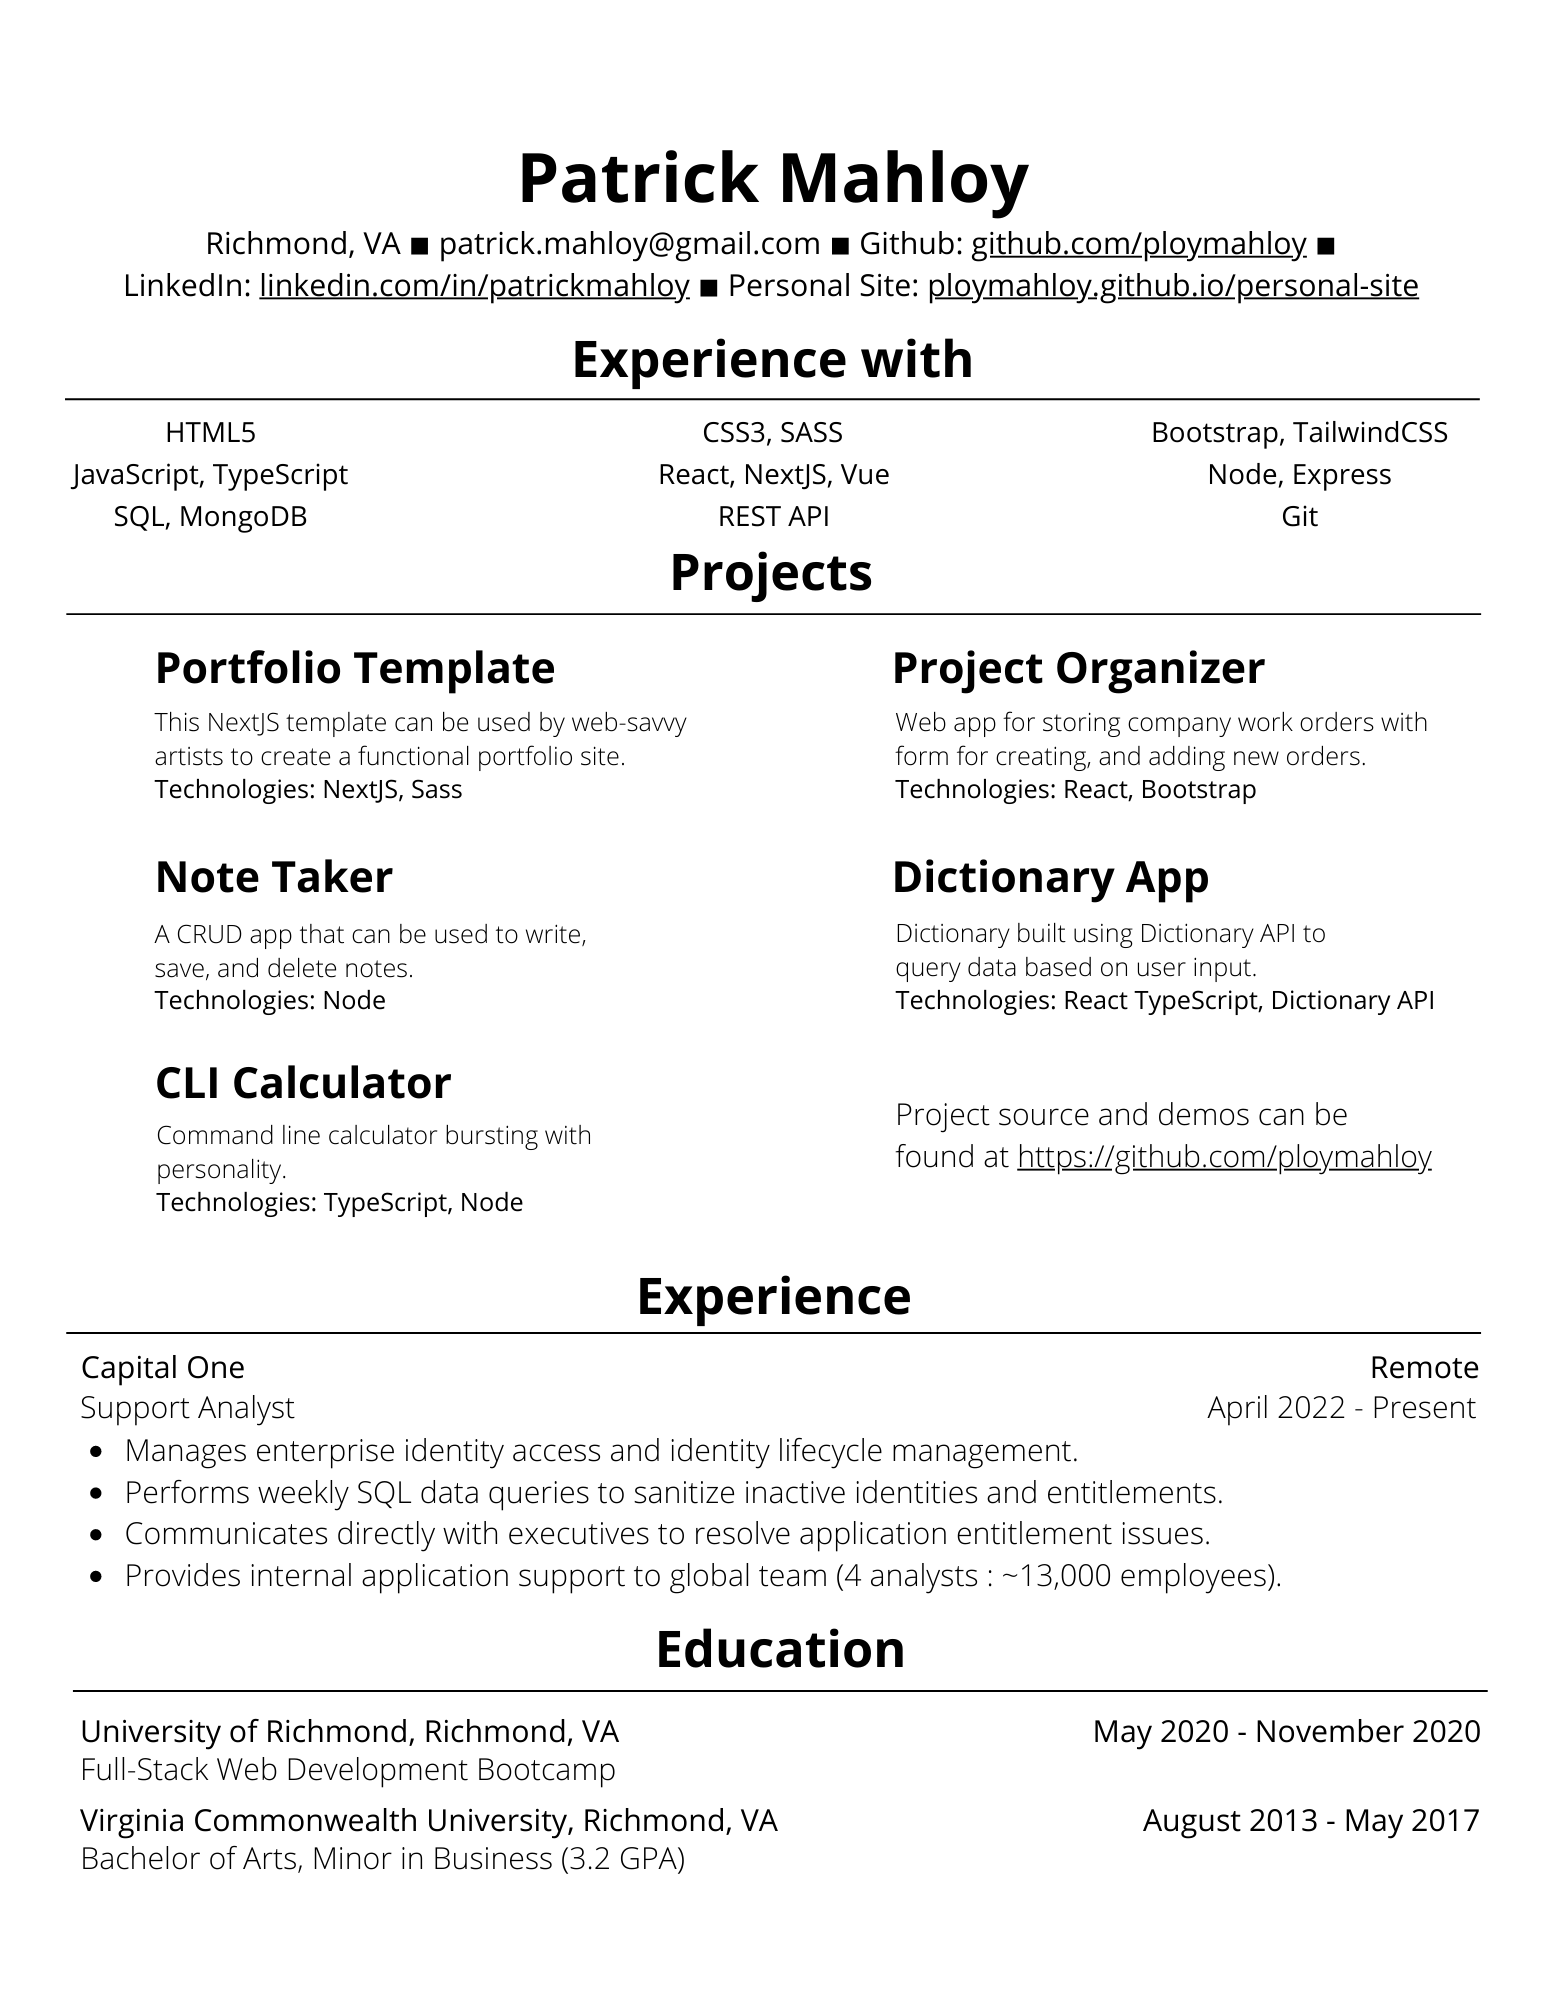 Patrick Mahloy
Richmond, VA ■ patrick.mahloy@gmail.com ■ Github: github.com/ploymahloy ■
LinkedIn: linkedin.com/in/patrickmahloy ■ Personal Site: ploymahloy.github.io/personal-site
Experience with
HTML5
JavaScript, TypeScript
SQL, MongoDB
CSS3, SASS
React, NextJS, Vue
REST API
Bootstrap, TailwindCSS
Node, Express
Git
Projects
Portfolio Template
This NextJS template can be used by web-savvy
artists to create a functional portfolio site.
Technologies: NextJS, Sass
Project Organizer
Web app for storing company work orders with
form for creating, and adding new orders.
Technologies: React, Bootstrap
Note Taker
A CRUD app that can be used to write,
save, and delete notes.
Technologies: Node
Dictionary App
Dictionary built using Dictionary API to
query data based on user input.
Technologies: React TypeScript, Dictionary API
CLI Calculator
Command line calculator bursting with
personality.
Technologies: TypeScript, Node
Project source and demos can be
found at https://github.com/ploymahloy
Experience
Capital One Remote
Support Analyst April 2022 - Present
• Manages enterprise identity access and identity lifecycle management.
• Performs weekly SQL data queries to sanitize inactive identities and entitlements.
• Communicates directly with executives to resolve application entitlement issues.
• Provides internal application support to global team (4 analysts : ~13,000 employees).
Education
University of Richmond, Richmond, VA May 2020 - November 2020
Full-Stack Web Development Bootcamp
Virginia Commonwealth University, Richmond, VA August 2013 - May 2017
Bachelor of Arts, Minor in Business (3.2 GPA)